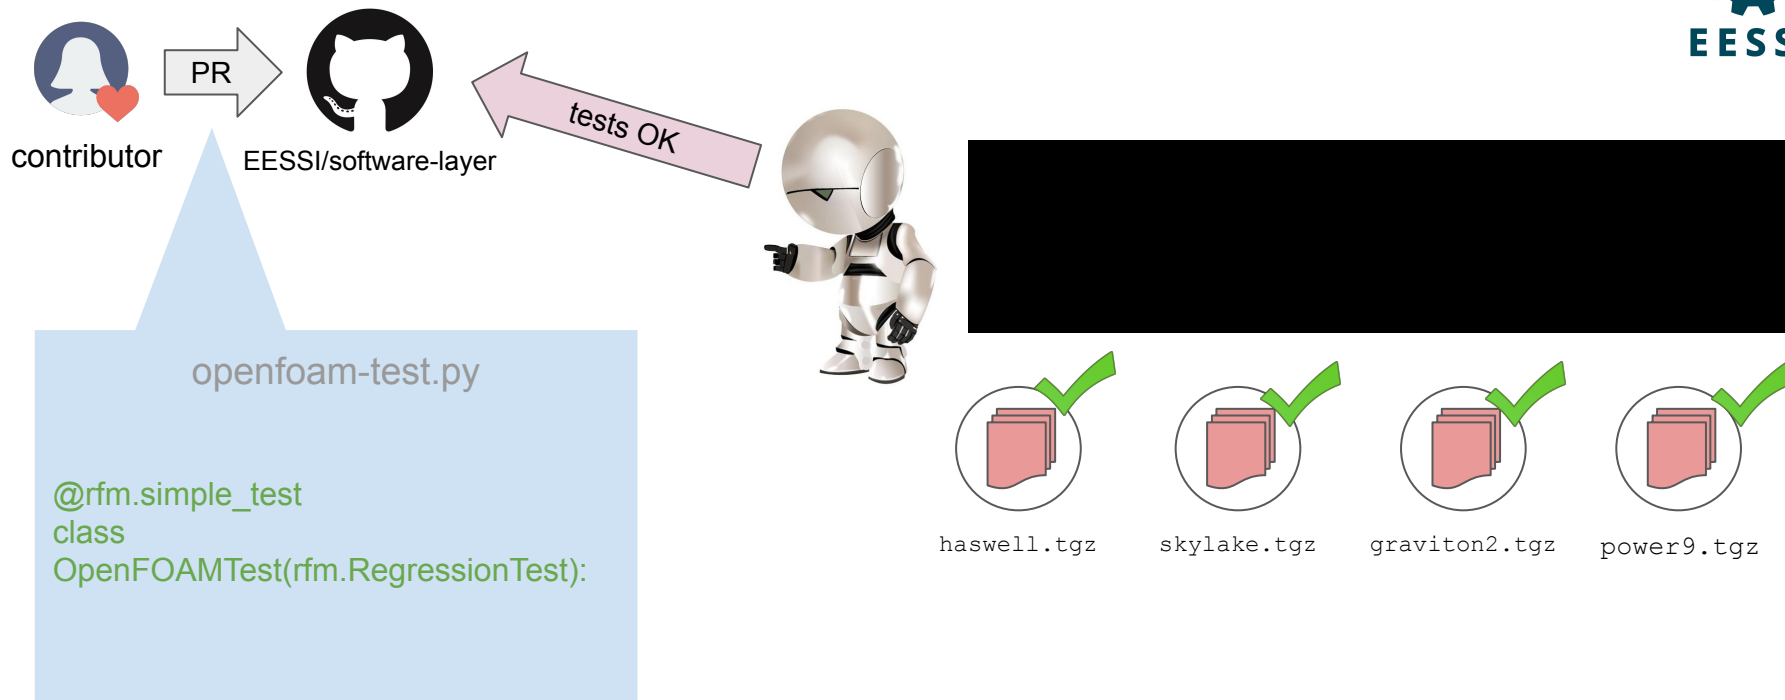 EESS
PR
tests OK
contributor
EESSI/software-layer
openfoam-test.py
@rfm.simple_test
class
OpenFOAMTest(rfm.RegressionTest):
haswell.tgz
skylake.tgz
graviton2.tgz
power9.tgz